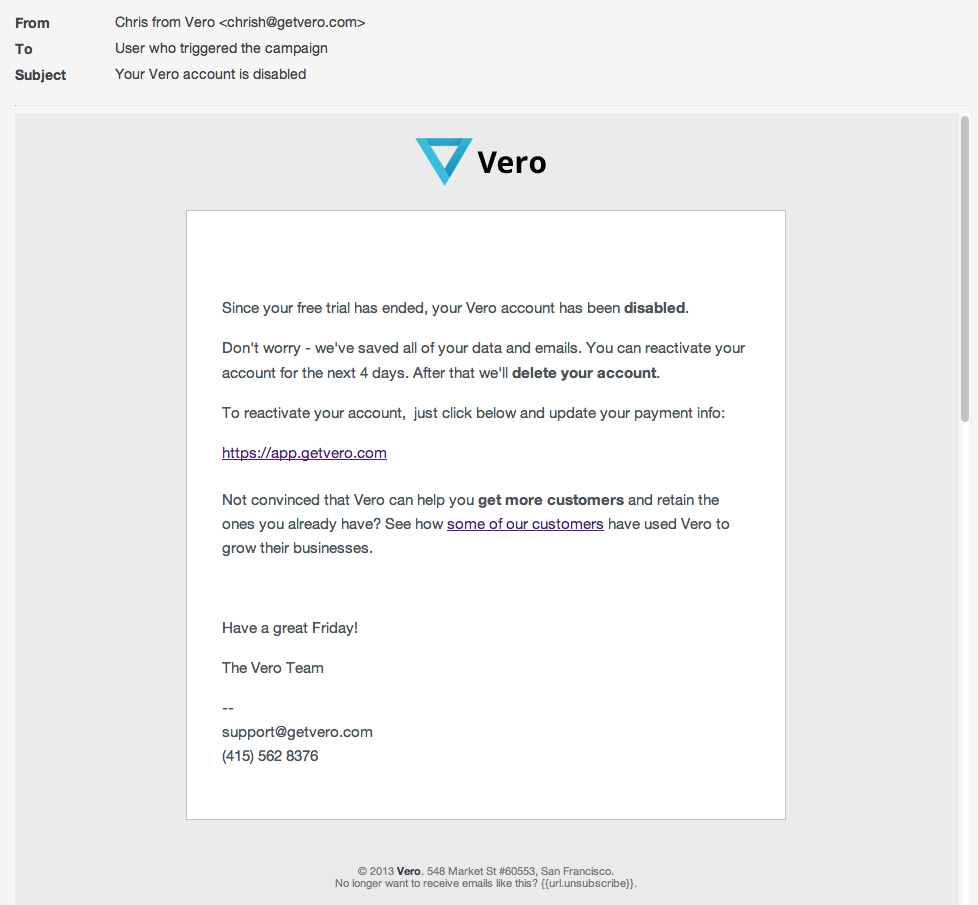 From Chris from Vero <chrish@getvero.com>
To User who triggered the campaign
Subject Your Vero account is disabled
Vero
Since your free trial has ended, your Vero account has been disabled.
Don't worry - we've saved all of your data and emails. You can reactivate your
account for the next 4 days. After that we'll delete your account.
To reactivate your account,  just click below and update your payment info:
https://app.getvero.com
Not convinced that Vero can help you get more customers and retain the
ones you already have? See how some of our customers have used Vero to
grow their businesses.
Have a great Friday!
The Vero Team
--
support@getvero.com
(415) 562 8376
© 2013 Vero. 548 Market St #60553, San Francisco.
No longer want to receive emails like this? {{url.unsubscribe}}.